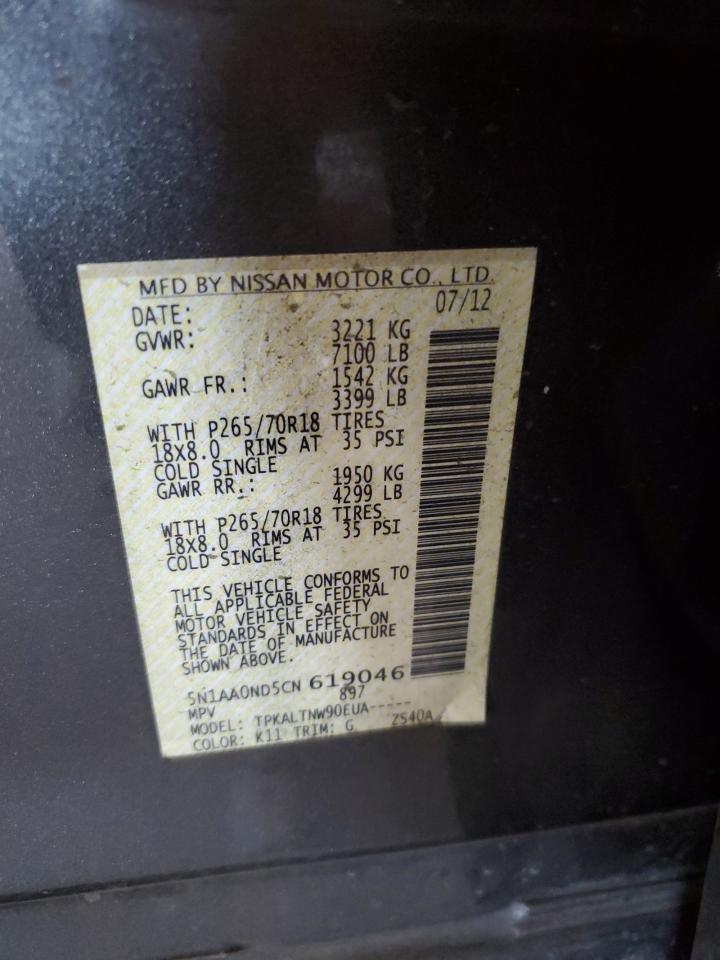 MFD BY NISSAN MOTOR CO., LTD.
DATE: 07/12
GVWR: 3221 KG
7100 LB
GAWR FR.: 1542 KG
3399 LB
WITH P265/70R18 TIRES
18X8.0 RIMS AT 35 PSI
COLD SINGLE
GAWR RR.: 1950 KG
4299 LB
WITH P265/70R18 TIRES
18X8.0 RIMS AT 35 PSI
COLD SINGLE
THIS VEHICLE CONFORMS TO
ALL APPLICABLE FEDERAL
MOTOR VEHICLE SAFETY
STANDARDS IN EFFECT ON
THE DATE OF MANUFACTURE
SHOWN ABOVE.
5N1AA0ND5CN 619046
MPV 897
MODEL: TPKALTNW90EUA-----
COLOR: K11 TRIM: G ZS40A